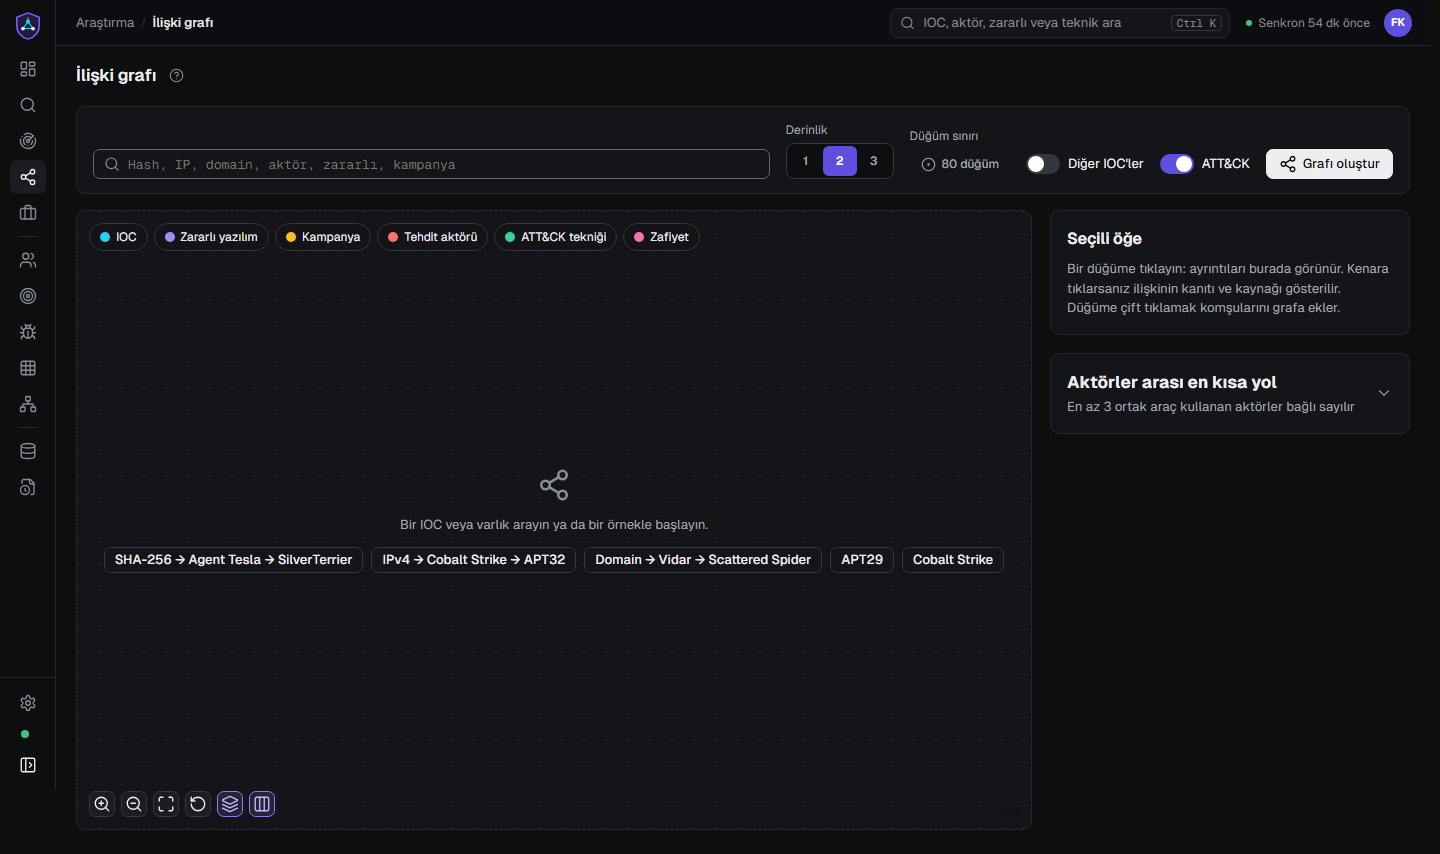 Araştırma / İlişki grafı
IOC, aktör, zararlı veya teknik ara
Ctrl K
Senkron 54 dk önce
FK
İlişki grafı
Hash, IP, domain, aktör, zararlı, kampanya
Derinlik
1 2 3
Düğüm sınırı
80 düğüm
Diğer IOC'ler
ATT&CK
Grafı oluştur
IOC
Zararlı yazılım
Kampanya
Tehdit aktörü
ATT&CK tekniği
Zafiyet
Bir IOC veya varlık arayın ya da bir örnekle başlayın.
SHA-256 → Agent Tesla → SilverTerrier
IPv4 → Cobalt Strike → APT32
Domain → Vidar → Scattered Spider
APT29
Cobalt Strike
Seçili öğe
Bir düğüme tıklayın: ayrıntıları burada görünür. Kenara
tıklarsanız ilişkinin kanıtı ve kaynağı gösterilir.
Düğüme çift tıklamak komşularını grafa ekler.
Aktörler arası en kısa yol
En az 3 ortak araç kullanan aktörler bağlı sayılır